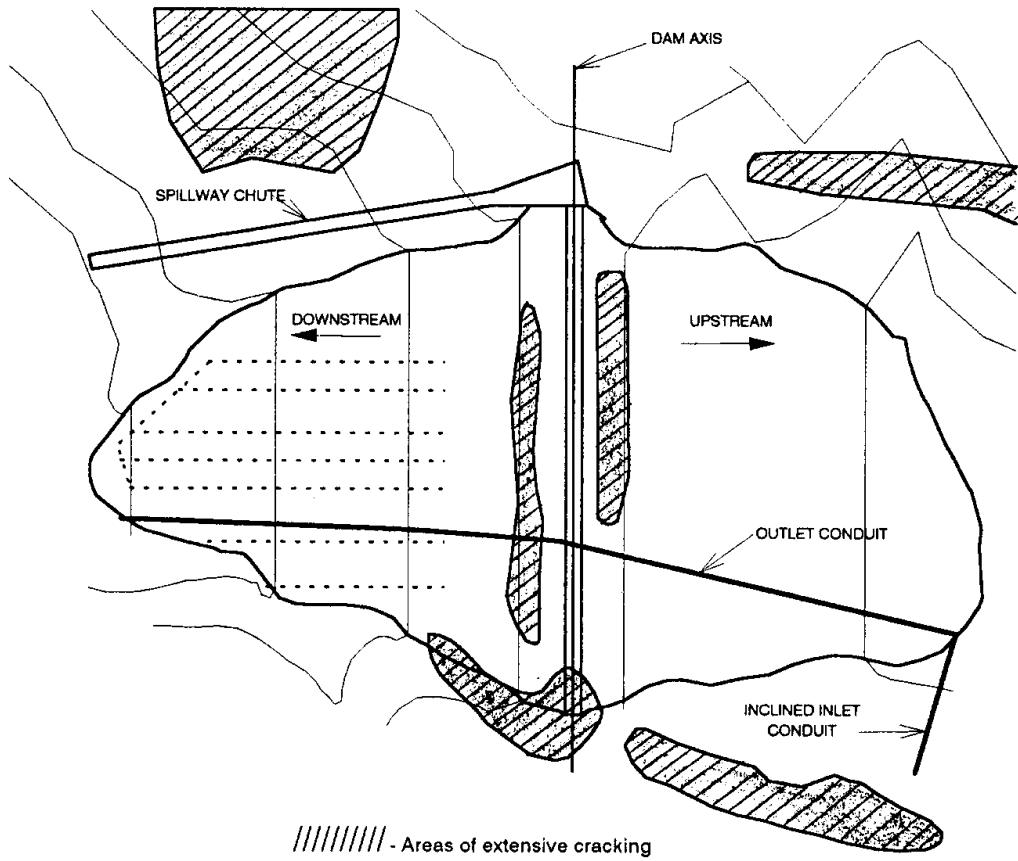 DAM AXIS
SPILLWAY CHUTE
DOWNSTREAM
UPSTREAM
OUTLET CONDUIT
INCLINED INLET
CONDUIT
- Areas of extensive cracking